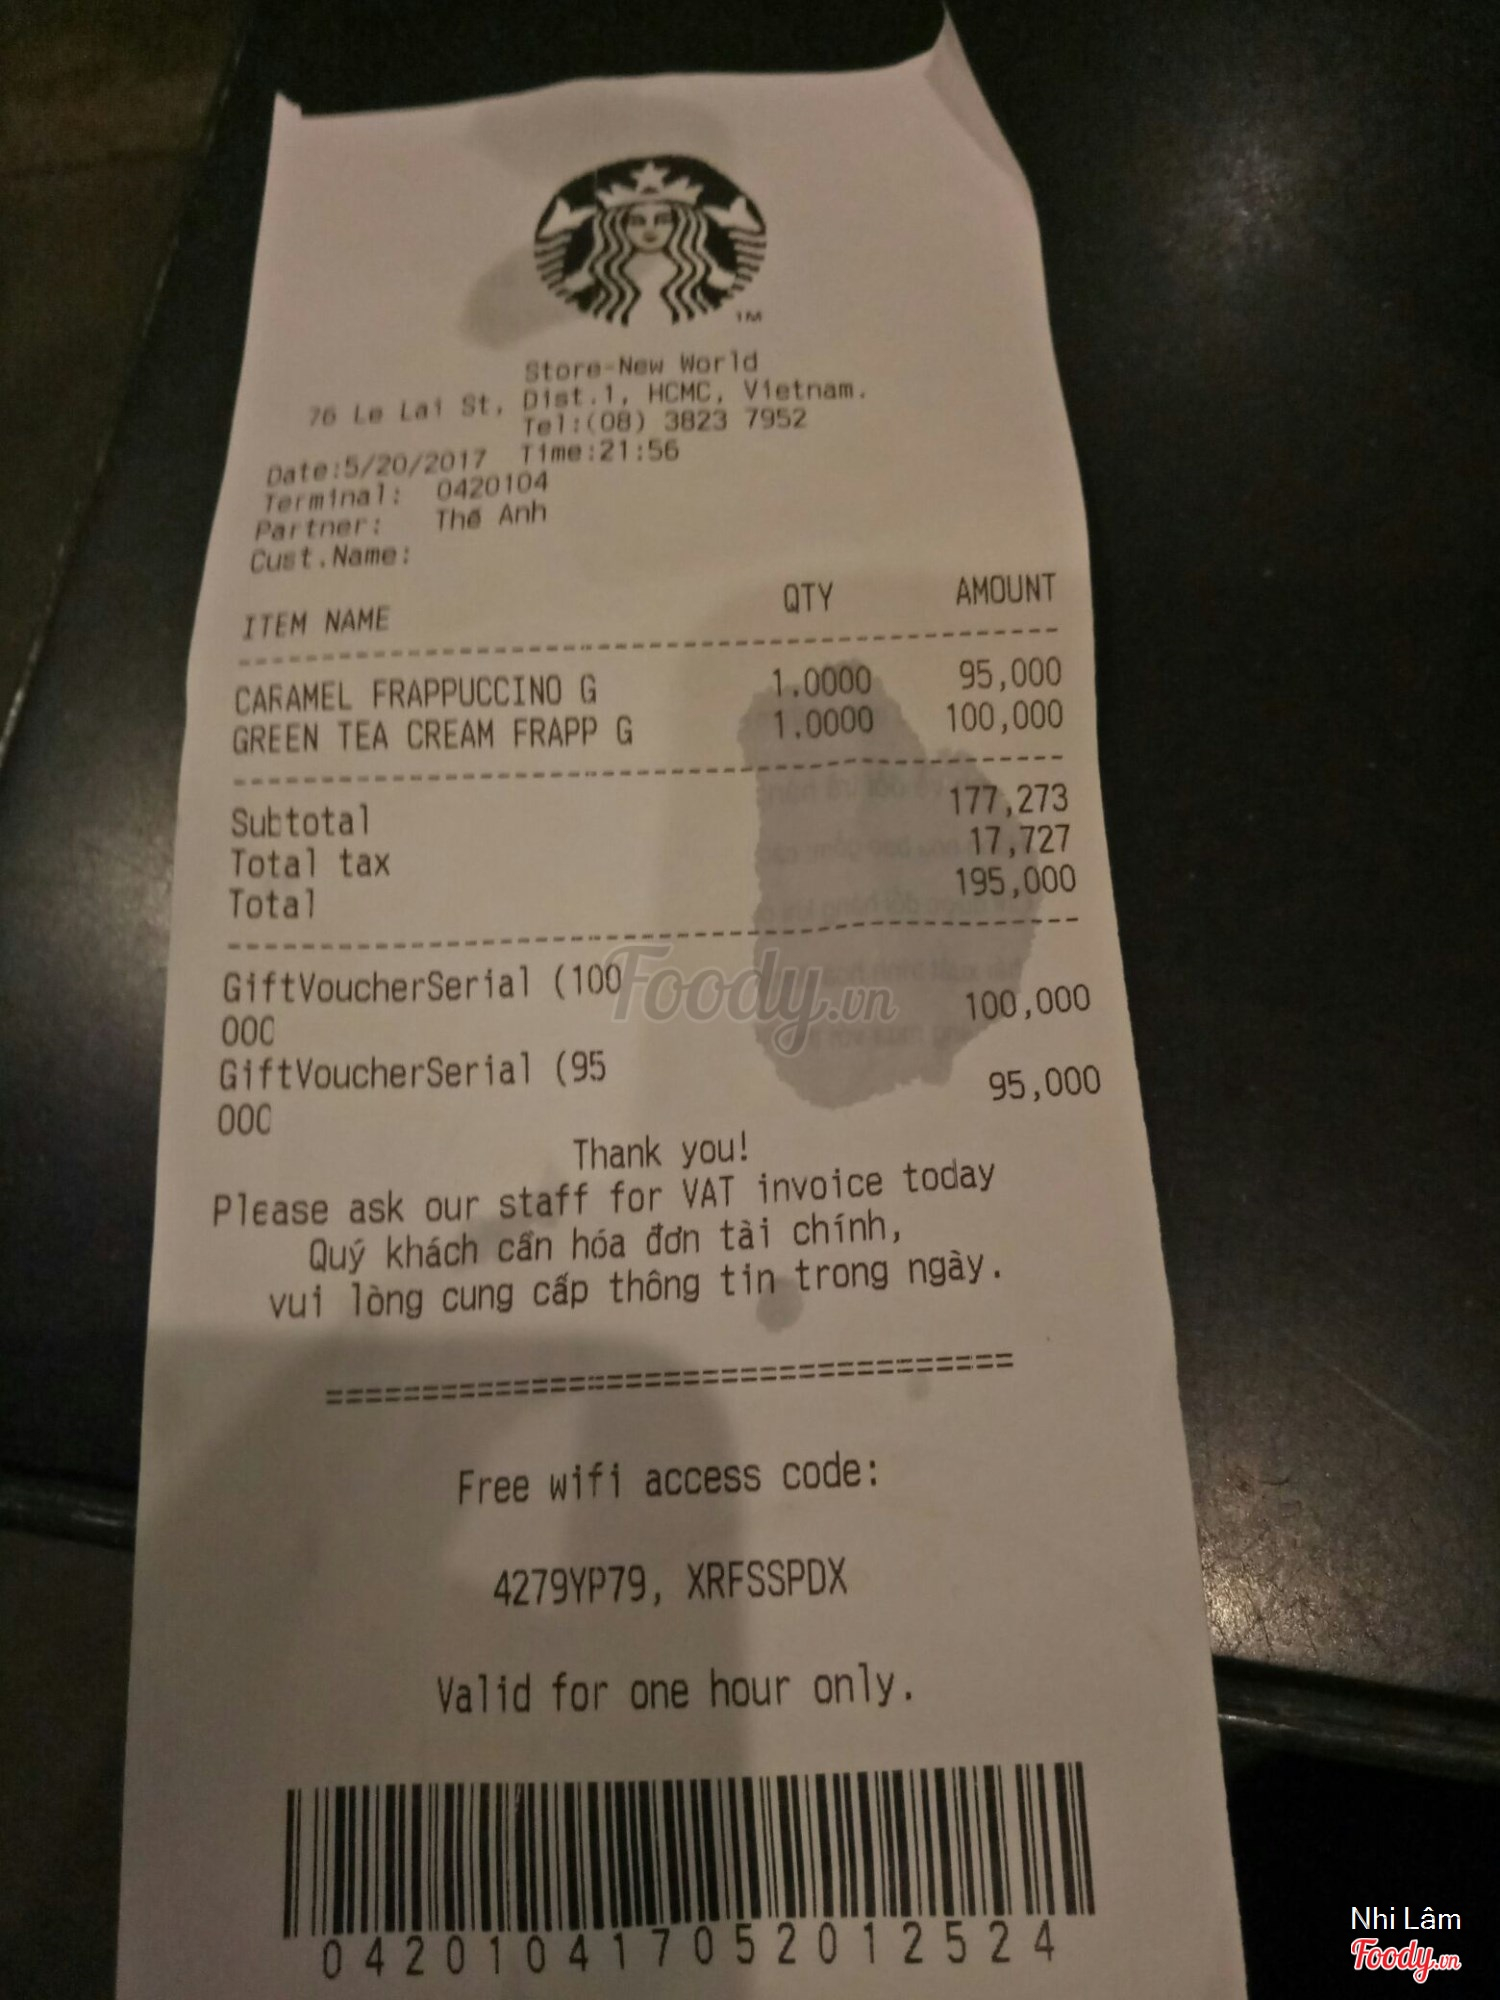 TM
Store-New World
76 Le Lai St, Dist.1, HCMC, Vietnam.
Tel:(08) 3823 7952
Date:5/20/2017 Time:21:56
Terminal: 0420104
Partner: Thế Anh
Cust.Name:
ITEM NAME QTY AMOUNT
CARAMEL FRAPPUCCINO G 1.0000 95,000
GREEN TEA CREAM FRAPP G 1.0000 100,000
Subtotal 177,273
Total tax 17,727
Total 195,000
GiftVoucherSerial (100
000 100,000
GiftVoucherSerial (95
000 95,000
Thank you!
Please ask our staff for VAT invoice today
Quý khách cần hóa đơn tài chính,
vui lòng cung cấp thông tin trong ngày.
===================================
Free wifi access code:
4279YP79, XRFSSPDX
Valid for one hour only.
042010417052012524
Foody.vn
Nhi Lâm
Foody.vn